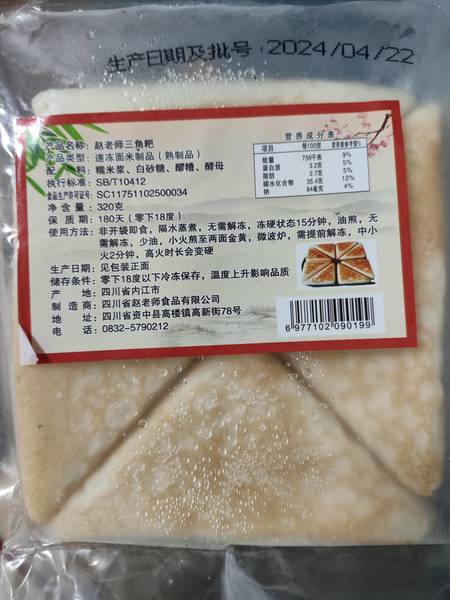 生产日期及批号：2024/04/22
产品名称：赵老师三角粑
产品类型：速冻面米制品（熟制品）
配　　料：糯米浆、白砂糖、醪糟、酵母
执行标准：SB/T10412
食品生产许可证号：SC11751102500034
净 含 量：320克
保 质 期：180天（零下18度）
使用方法：非开袋即食，隔水蒸煮，无需解冻，冻硬状态15分钟，油煎，无
需解冻，少油，小火煎至两面金黄，微波炉，需提前解冻，中小
火2分钟，高火时长会变硬
生产日期：见包装正面
储存条件：零下18度以下冷冻保存，温度上升影响品质
产　　地：四川省内江市
制 造 商：四川省赵老师食品有限公司
地　　址：四川省资中县高楼镇高新街78号
电　　话：0832-5790212
营养成分表
项目 每100克 营养素参考值%
能量 756千焦 9%
蛋白质 3.2克 5%
脂肪 2.7克 5%
碳水化合物 35.4克 12%
钠 84毫克 4%
6 977102 090199